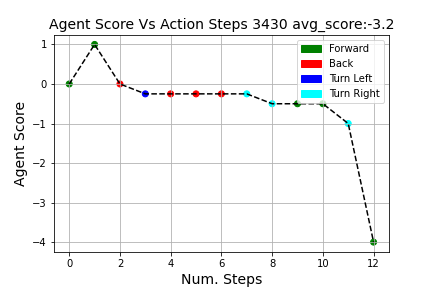 Agent Score Vs Action Steps 3430 avg_score:-3.2
1
0
−1
−2
−3
−4
Agent Score
Forward
Back
Turn Left
Turn Right
0 2 4 6 8 10 12
Num. Steps